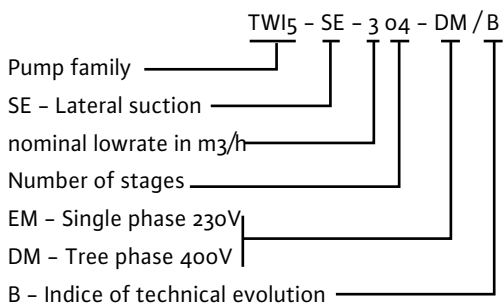 TWI5 - SE - 3 04 - DM / B
Pump family
SE – Lateral suction
nominal lowrate in m3/h
Number of stages
EM – Single phase 230V
DM – Tree phase 400V
B – Indice of technical evolution